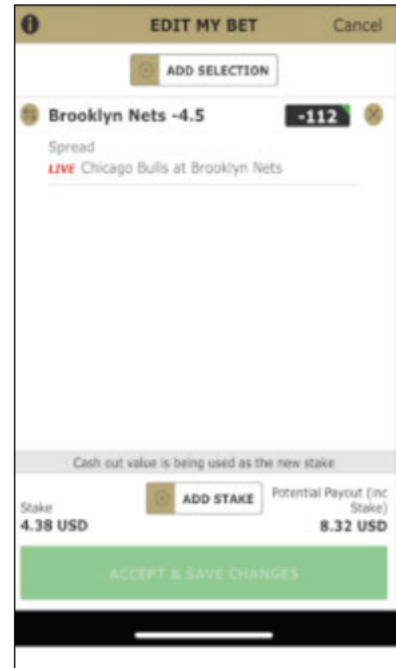 EDIT MY BET Cancel
ADD SELECTION
Brooklyn Nets -4.5 -112
Spread
LIVE Chicago Bulls at Brooklyn Nets
Cash out value is being used as the new stake
ADD STAKE
Potential Payout (inc
Stake)
Stake
4.38 USD
8.32 USD
ACCEPT & SAVE CHANGES